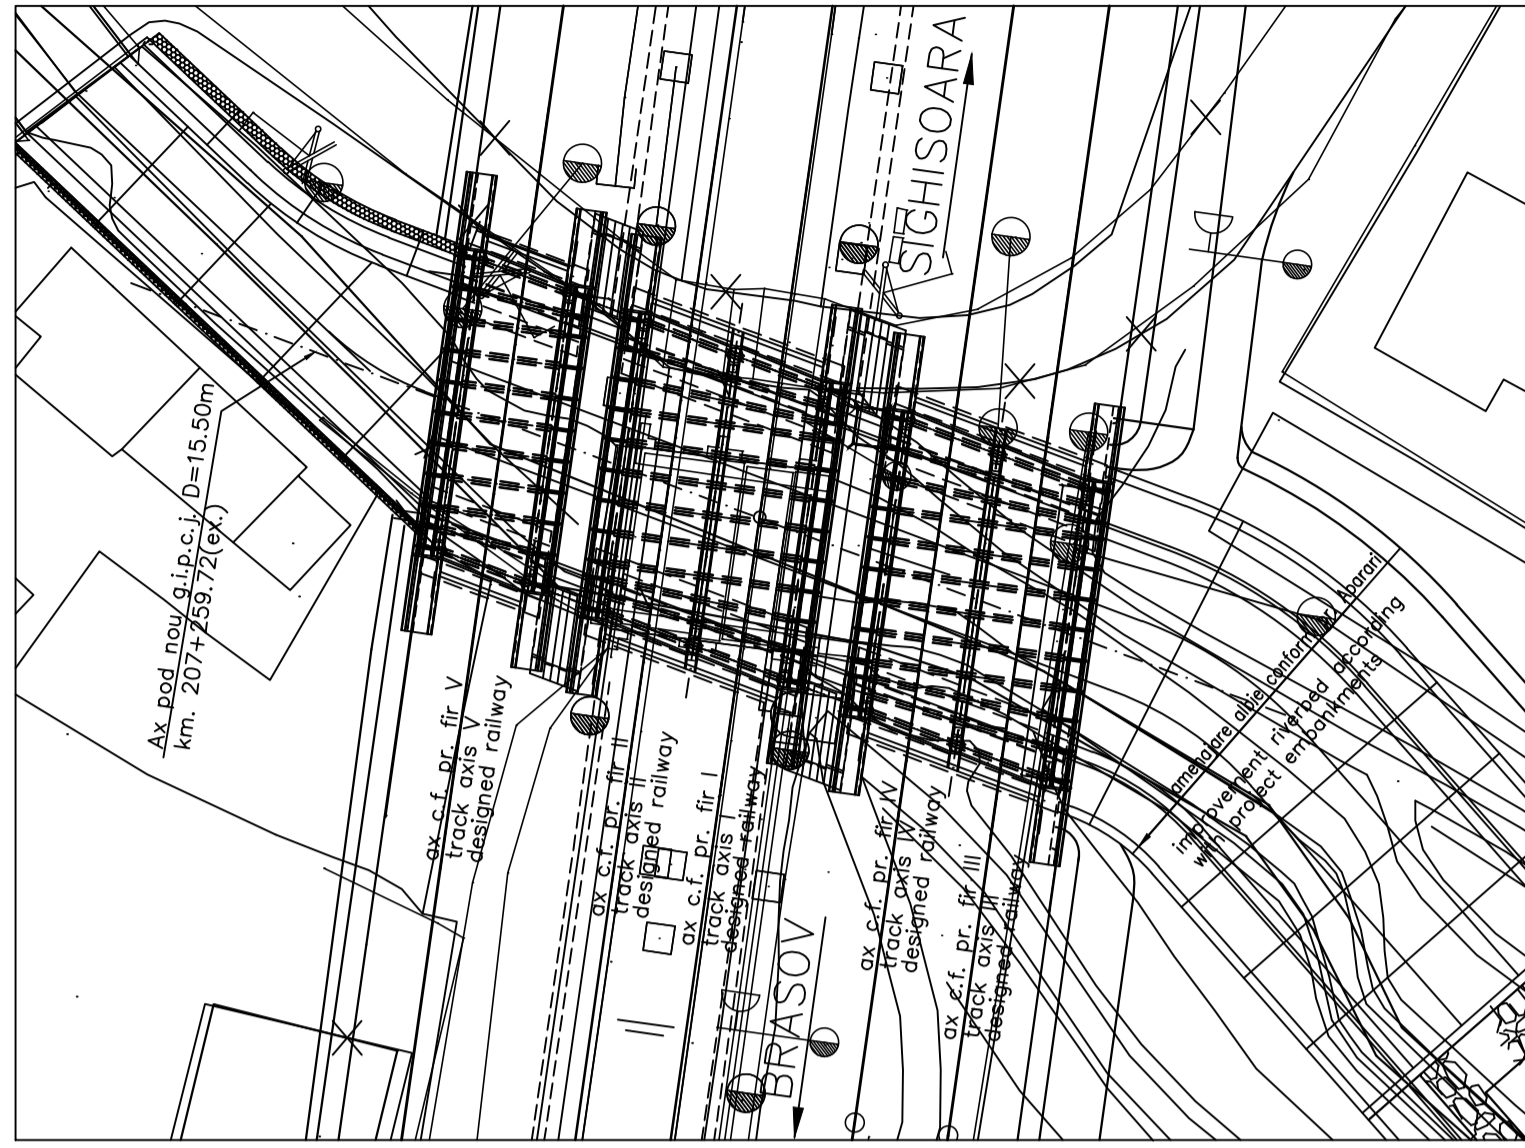 SIGHISOARA
Ax pod nou g.i.p.c.j. D=15.50m
km. 207+259.72(ex.)
ax c.f. pr. fir V
track axis V
designed railway
ax c.f. pr. fir II
track axis II
designed railway
ax c.f. pr. fir I
track axis I
designed railway
ax c.f. pr. fir IV
track axis IV
designed railway
ax c.f. pr. fir III
track axis III
designed railway
amenajare albie conform pr. Aparari
improvement riverbed according
with project embankments
BRASOV